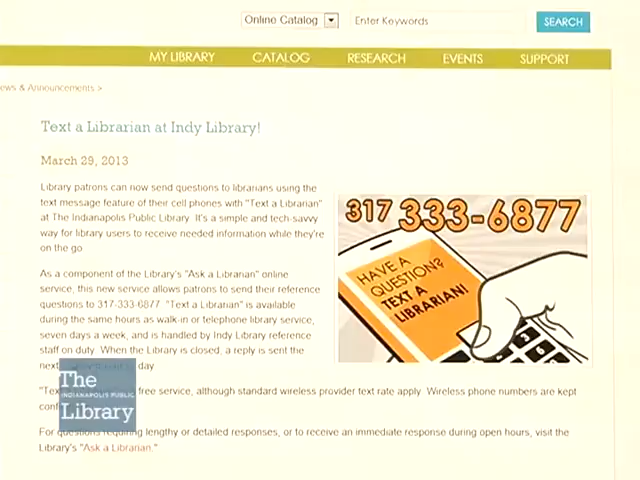 Online Catalog
Enter Keywords
SEARCH
MY LIBRARY CATALOG RESEARCH EVENTS SUPPORT
ews & Announcements >
Text a Librarian at Indy Library!
March 29, 2013
Library patrons can now send questions to librarians using the
text message feature of their cell phones with "Text a Librarian"
at The Indianapolis Public Library. It's a simple and tech-savvy
way for library users to receive needed information while they're
on the go.
As a component of the Library's "Ask a Librarian" online
service, this new service allows patrons to send their reference
questions to 317-333-6877. "Text a Librarian" is available
during the same hours as walk-in or telephone library service,
seven days a week, and is handled by Indy Library reference
staff on duty. When the Library is closed, a reply is sent the
next day
317 333-6877
HAVE A
QUESTION?
TEXT A
LIBRARIAN!
"Text free service, although standard wireless provider text rate apply. Wireless phone numbers are kept
For questions requiring lengthy or detailed responses, or to receive an immediate response during open hours, visit the
Library's "Ask a Librarian."
The
INDIANAPOLIS PUBLIC
Library